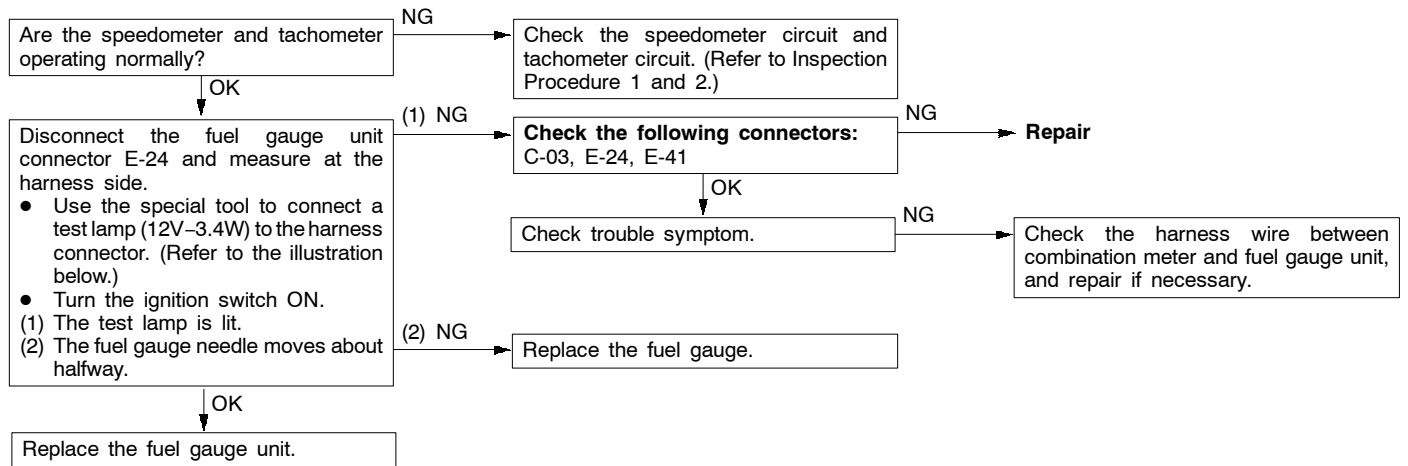 Are the speedometer and tachometer
operating normally?
NG
Check the speedometer circuit and
tachometer circuit. (Refer to Inspection
Procedure 1 and 2.)
OK
Disconnect the fuel gauge unit
connector E-24 and measure at the
harness side.
● Use the special tool to connect a
test lamp (12V–3.4W) to the harness
connector. (Refer to the illustration
below.)
● Turn the ignition switch ON.
(1) The test lamp is lit.
(2) The fuel gauge needle moves about
halfway.
(1) NG
Check the following connectors:
C-03, E-24, E-41
NG
Repair
OK
Check trouble symptom.
NG
Check the harness wire between
combination meter and fuel gauge unit,
and repair if necessary.
(2) NG
Replace the fuel gauge.
OK
Replace the fuel gauge unit.